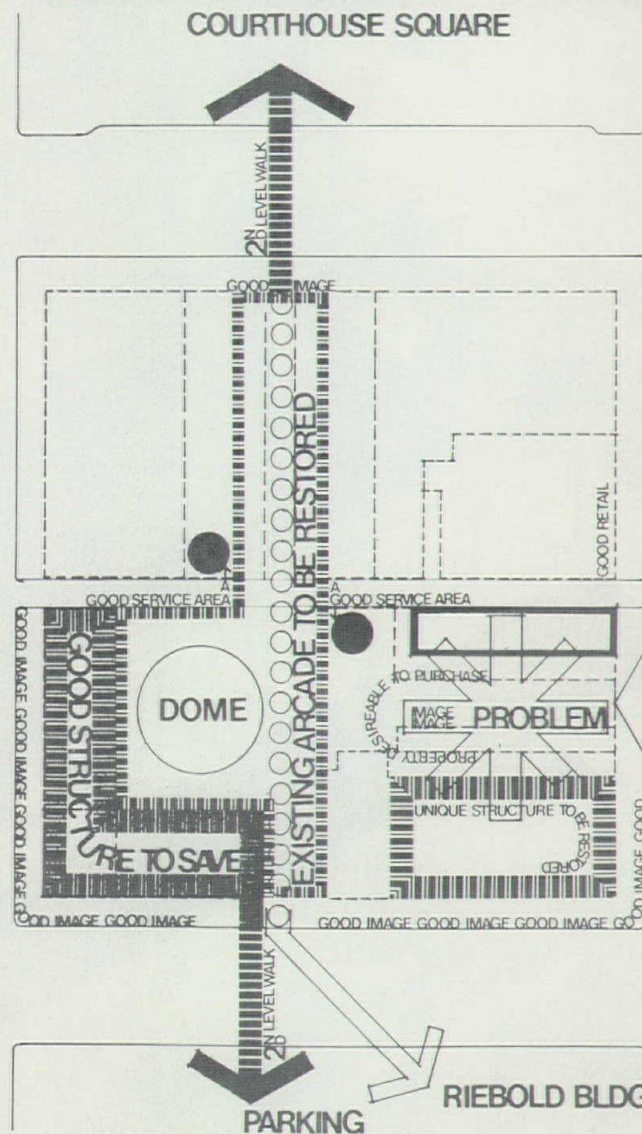 COURTHOUSE SQUARE
2ND LEVEL WALK
GOOD IMAGE
EXISTING ARCADE TO BE RESTORED
GOOD RETAIL
A
A
GOOD SERVICE AREA
GOOD SERVICE AREA
GOOD IMAGE GOOD IMAGE GOOD IMAGE GOOD IMAGE G
GOOD STRUCTURE TO SAVE
DOME
DESIREABLE TO PURCHASE
IMAGE
IMAGE
PROBLEM
PROPERTY
UNIQUE STRUCTURE TO BE RESTORED
OD IMAGE GOOD
OD IMAGE GOOD IMAGE
GOOD IMAGE GOOD IMAGE GOOD IMAGE GO
2ND LEVEL WALK
RIEBOLD BLDG
PARKING